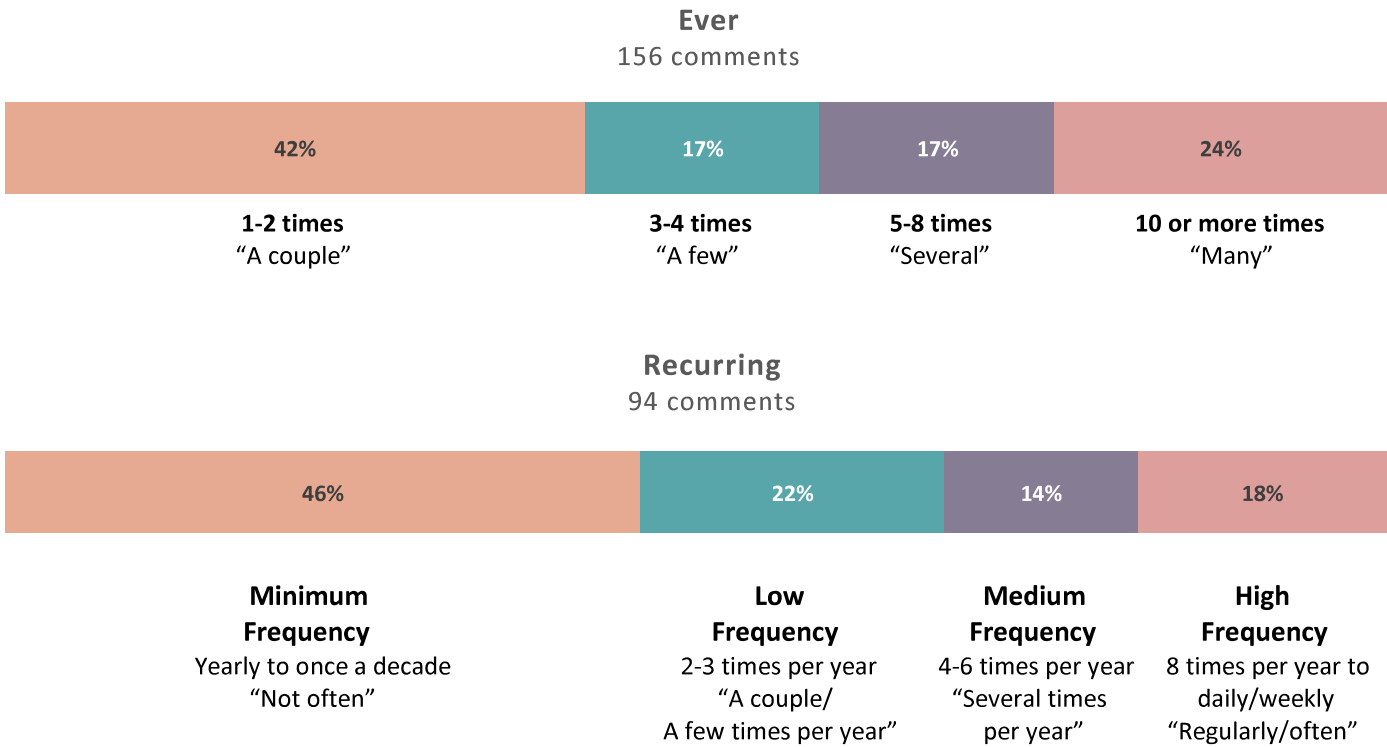 Ever
156 comments
42%
17%
17%
24%
1-2 times
“A couple”
3-4 times
“A few”
5-8 times
“Several”
10 or more times
“Many”
Recurring
94 comments
46%
22%
14%
18%
Minimum
Frequency
Yearly to once a decade
“Not often”
Low
Frequency
2-3 times per year
“A couple/
A few times per year”
Medium
Frequency
4-6 times per year
“Several times
per year”
High
Frequency
8 times per year to
daily/weekly
“Regularly/often”